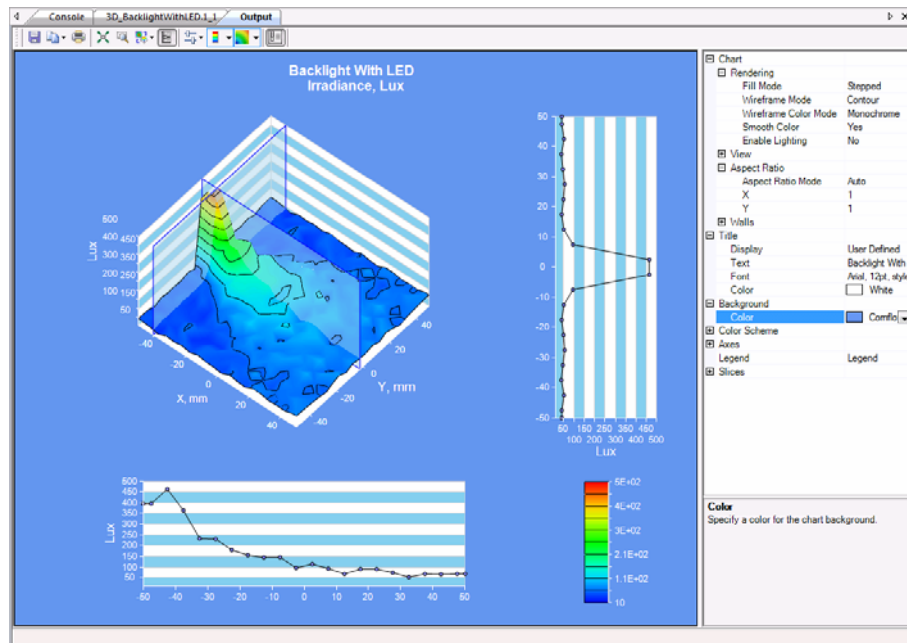 Console
3D_BacklightWithLED.1_1
Output
Backlight With LED
Irradiance, Lux
Lux
500
450
400
350
300
250
200
150
100
50
-40
-20
0
20
40
X, mm
-40
-20
0
20
40
Y, mm
50
40
30
20
10
0
-10
-20
-30
-40
-50
50 150 250 350 450
100 200 300 400 500
Lux
500
450
400
350
300
250
200
150
100
50
Lux
-50 -40 -30 -20 -10 0 10 20 30 40 50
5E+02
4E+02
3E+02
2.1E+02
1.1E+02
10
Chart
Rendering
Fill Mode Stepped
Wireframe Mode Contour
Wireframe Color Mode Monochrome
Smooth Color Yes
Enable Lighting No
View
Aspect Ratio
Aspect Ratio Mode Auto
X 1
Y 1
Walls
Title
Display User Defined
Text Backlight With
Font Arial, 12pt, style
Color White
Background
Color Cornflo
Color Scheme
Axes
Legend Legend
Slices
Color
Specify a color for the chart background.